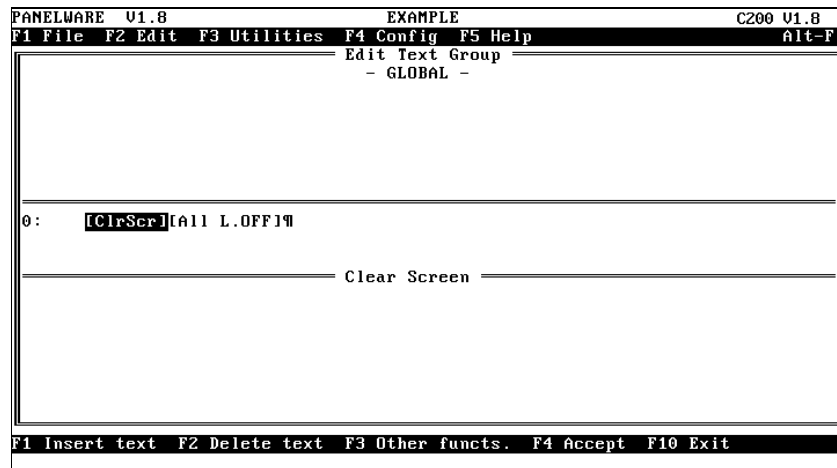 PANELWARE V1.8 EXAMPLE C200 V1.8
F1 File F2 Edit F3 Utilities F4 Config F5 Help Alt-F
Edit Text Group
- GLOBAL -
0: [ClrScr][All L.OFF]¶
Clear Screen
F1 Insert text F2 Delete text F3 Other functs. F4 Accept F10 Exit